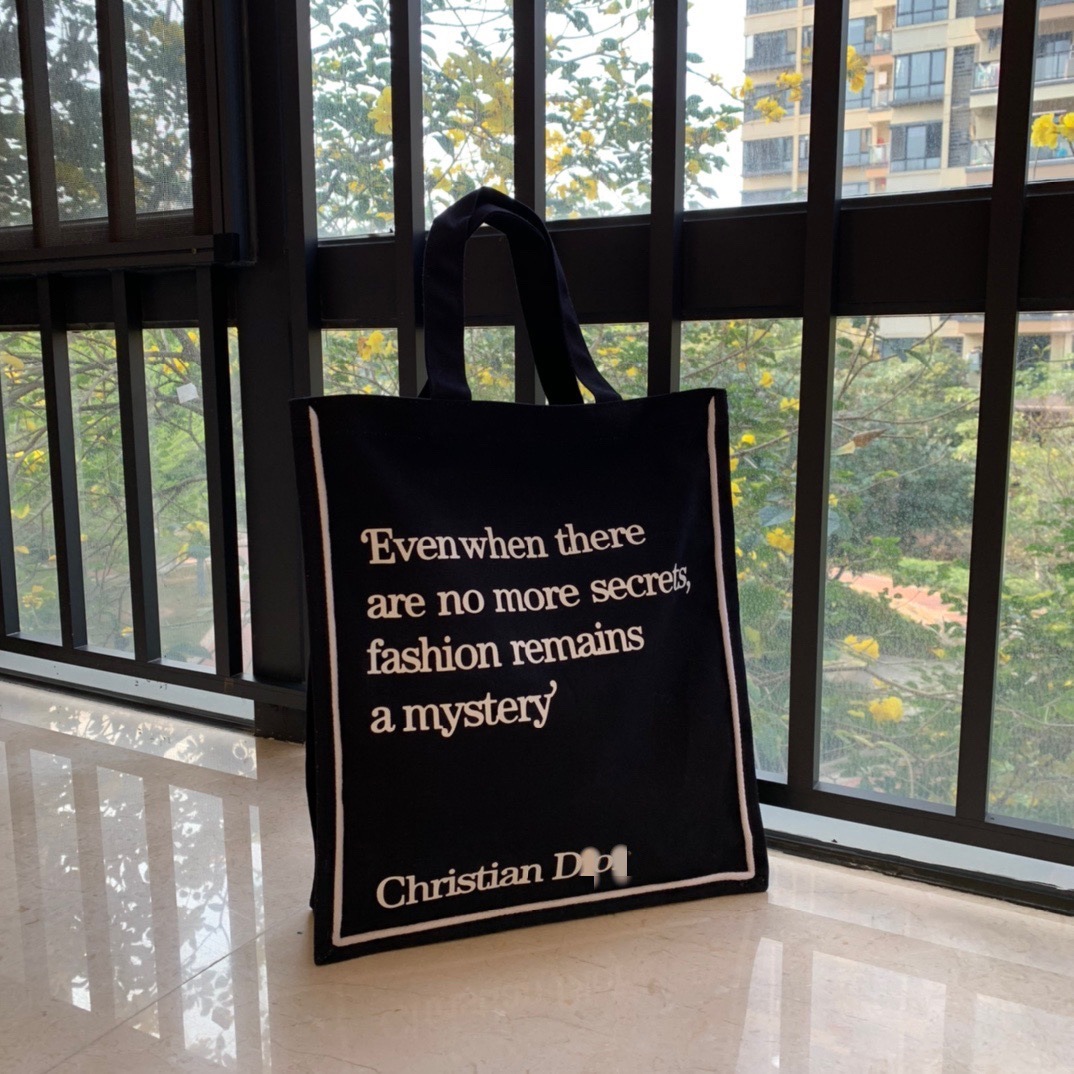 Evenwhen there
are no more secrets,
fashion remains
a mystery
Christian